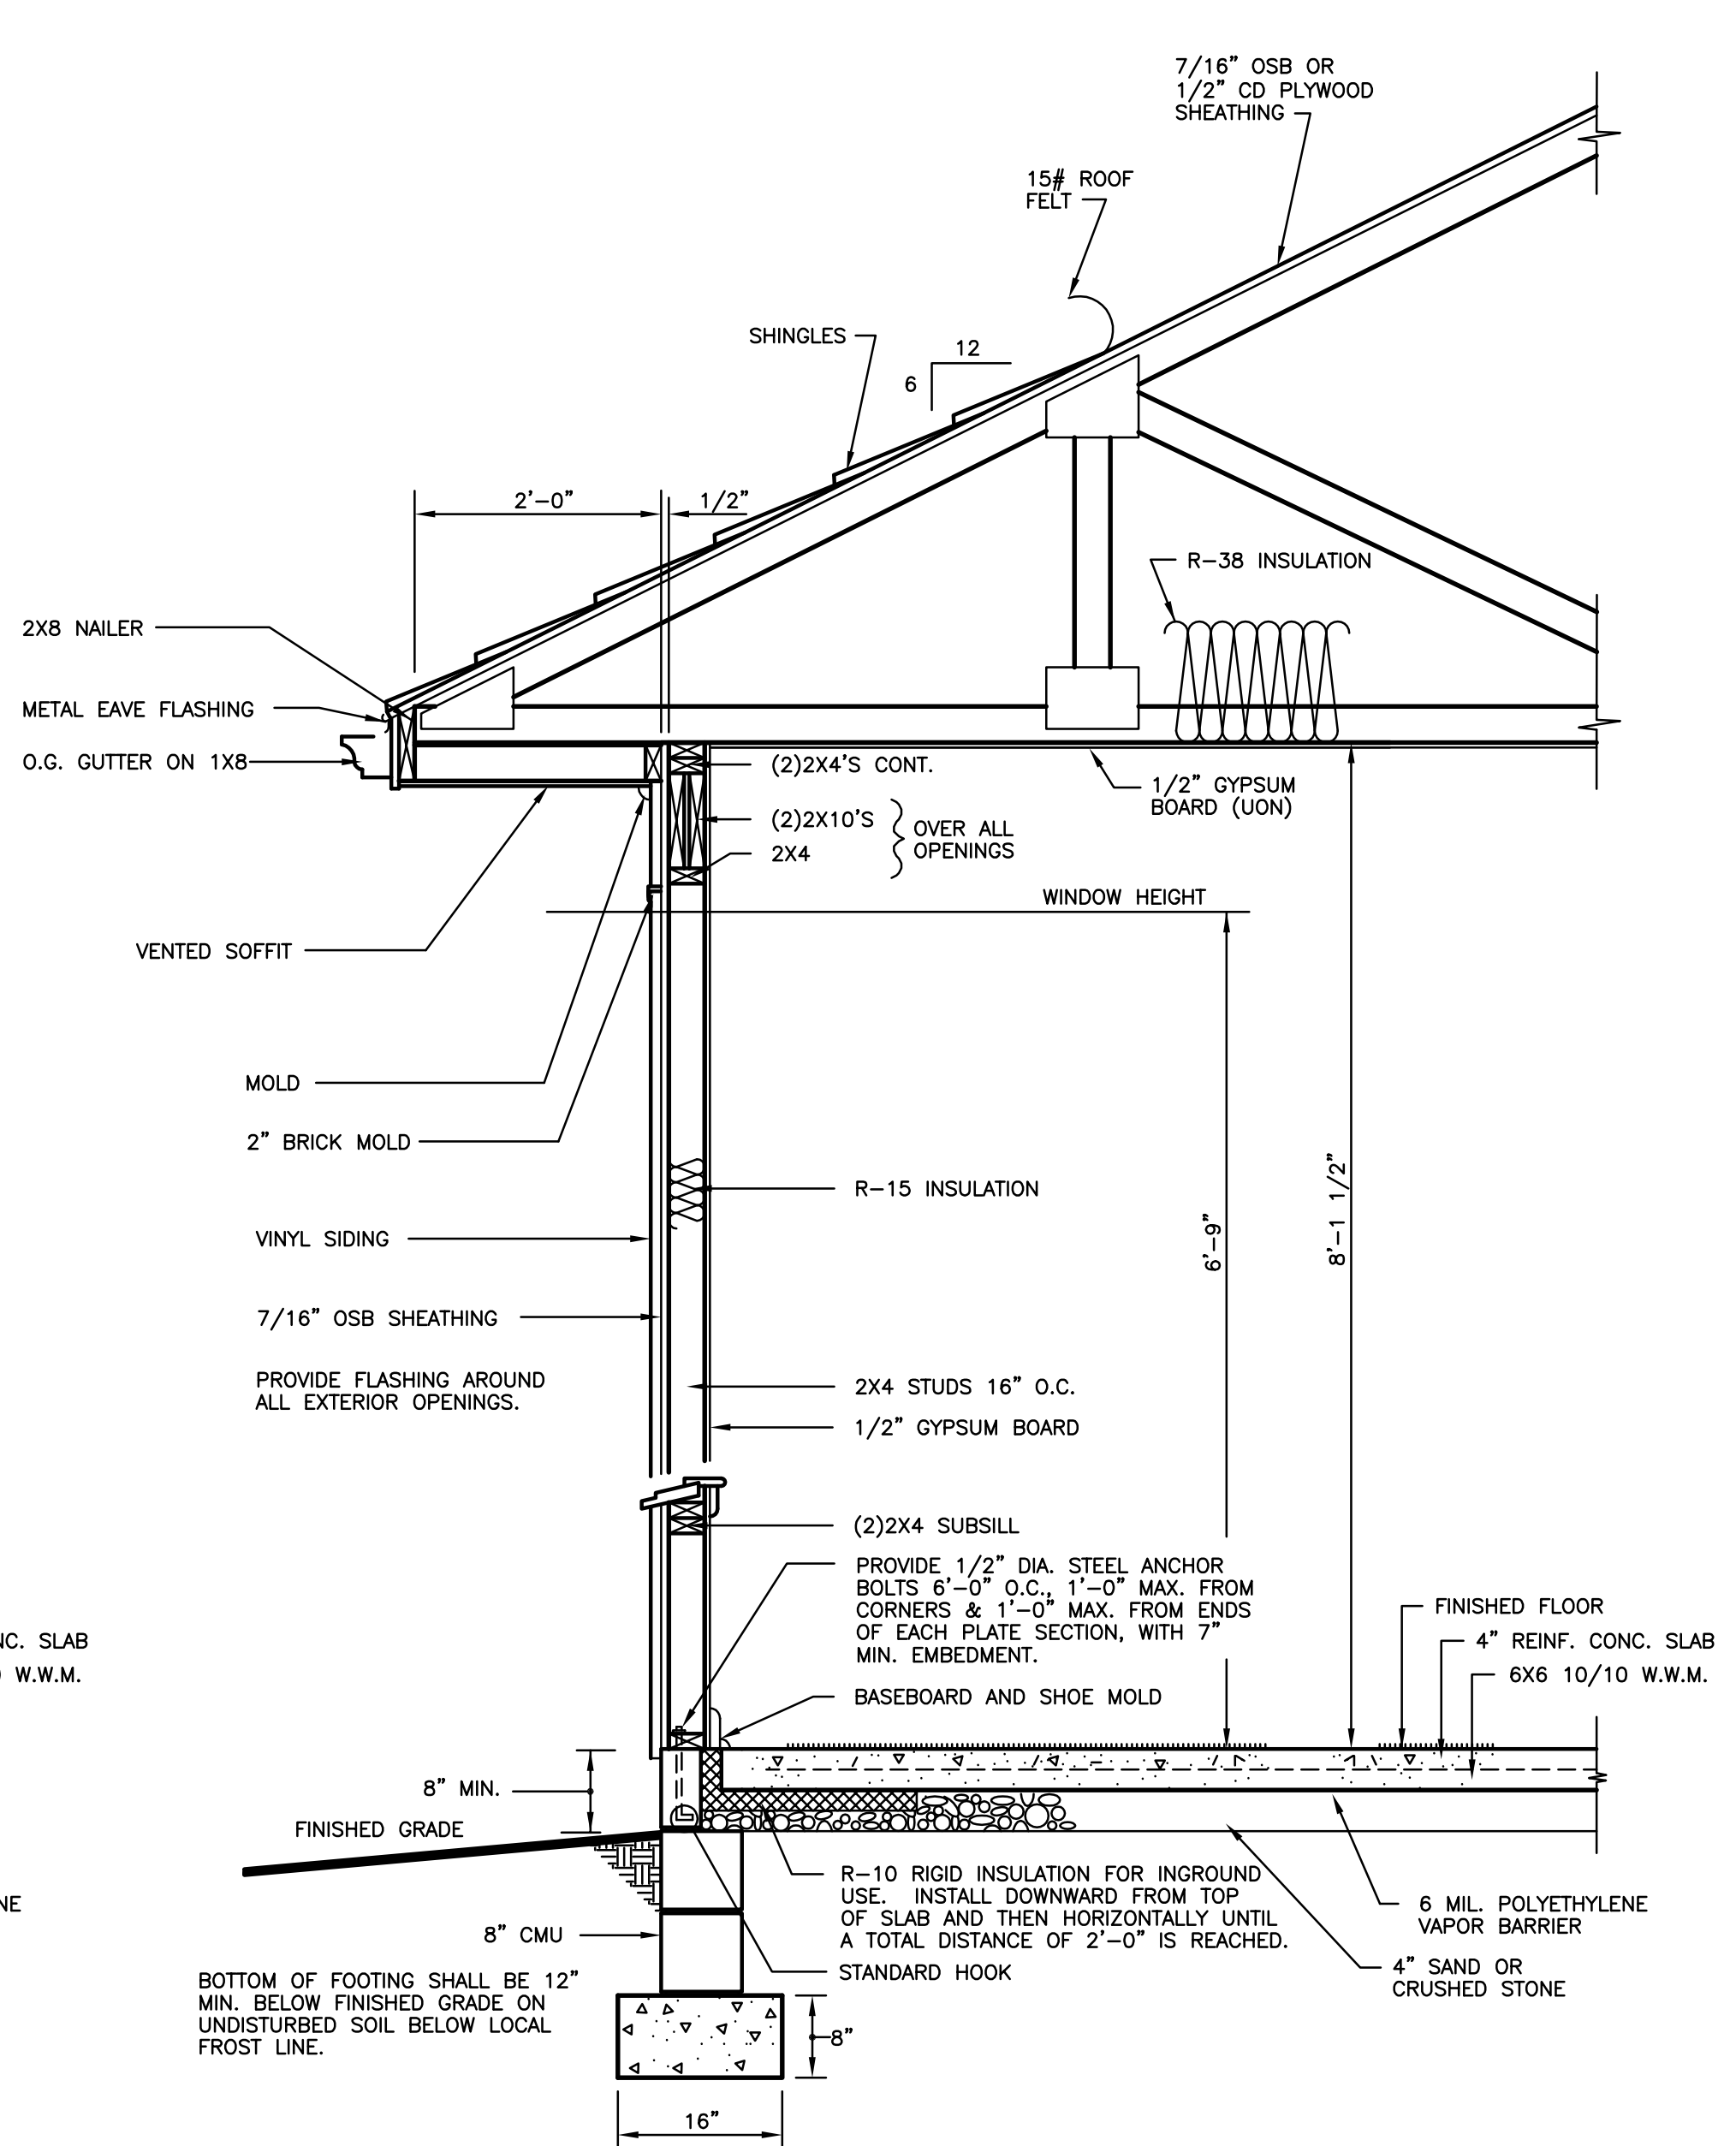 7/16" OSB OR
1/2" CD PLYWOOD
SHEATHING
15# ROOF
FELT
SHINGLES
12
6
2'-0"
1/2"
R-38 INSULATION
2X8 NAILER
METAL EAVE FLASHING
O.G. GUTTER ON 1X8
(2)2X4'S CONT.
1/2" GYPSUM
BOARD (UON)
(2)2X10'S
2X4
OVER ALL
OPENINGS
WINDOW HEIGHT
VENTED SOFFIT
MOLD
2" BRICK MOLD
R-15 INSULATION
6'-9"
8'-1 1/2"
VINYL SIDING
7/16" OSB SHEATHING
PROVIDE FLASHING AROUND
ALL EXTERIOR OPENINGS.
2X4 STUDS 16" O.C.
1/2" GYPSUM BOARD
(2)2X4 SUBSILL
PROVIDE 1/2" DIA. STEEL ANCHOR
BOLTS 6'-0" O.C., 1'-0" MAX. FROM
CORNERS & 1'-0" MAX. FROM ENDS
OF EACH PLATE SECTION, WITH 7"
MIN. EMBEDMENT.
BASEBOARD AND SHOE MOLD
FINISHED FLOOR
4" REINF. CONC. SLAB
6X6 10/10 W.W.M.
NC. SLAB
W.W.M.
8" MIN.
FINISHED GRADE
R-10 RIGID INSULATION FOR INGROUND
USE. INSTALL DOWNWARD FROM TOP
OF SLAB AND THEN HORIZONTALLY UNTIL
A TOTAL DISTANCE OF 2'-0" IS REACHED.
STANDARD HOOK
6 MIL. POLYETHYLENE
VAPOR BARRIER
4" SAND OR
CRUSHED STONE
NE
8" CMU
BOTTOM OF FOOTING SHALL BE 12"
MIN. BELOW FINISHED GRADE ON
UNDISTURBED SOIL BELOW LOCAL
FROST LINE.
8"
16"